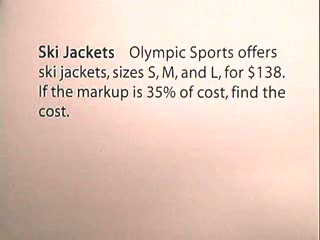 Ski Jackets Olympic Sports offers
ski jackets, sizes S, M, and L, for $138.
If the markup is 35% of cost, find the
cost.